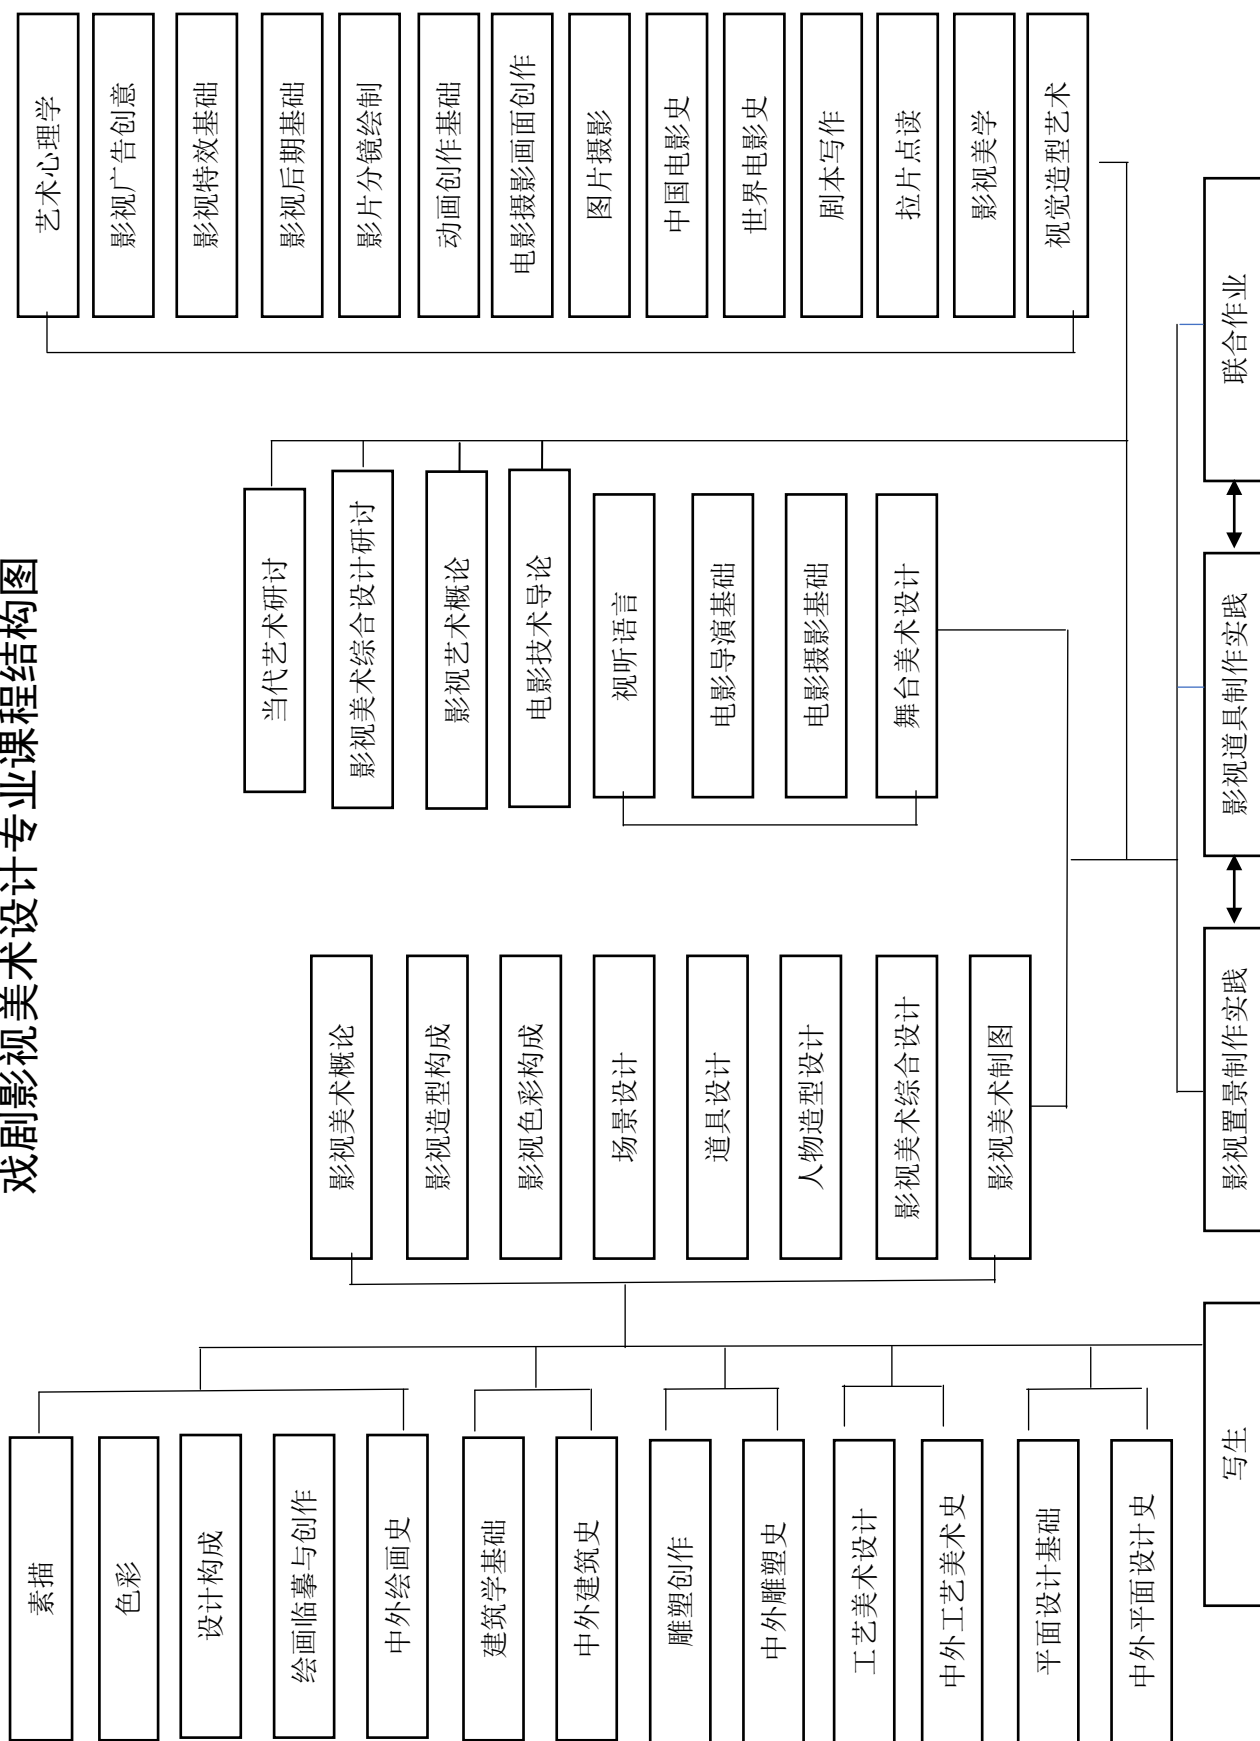 戏剧影视美术设计专业课程结构图
素描
色彩
设计构成
绘画临摹与创作
中外绘画史
建筑学基础
中外建筑史
雕塑创作
中外雕塑史
工艺美术设计
中外工艺美术史
平面设计基础
中外平面设计史
写生
影视美术概论
影视造型构成
影视色彩构成
场景设计
道具设计
人物造型设计
影视美术综合设计
影视美术制图
影视置景制作实践
当代艺术研讨
影视美术综合设计研讨
影视艺术概论
电影技术导论
视听语言
电影导演基础
电影摄影基础
舞台美术设计
影视道具制作实践
艺术心理学
影视广告创意
影视特效基础
影视后期基础
影片分镜绘制
动画创作基础
电影摄影画面创作
图片摄影
中国电影史
世界电影史
剧本写作
拉片点读
影视美学
视觉造型艺术
联合作业